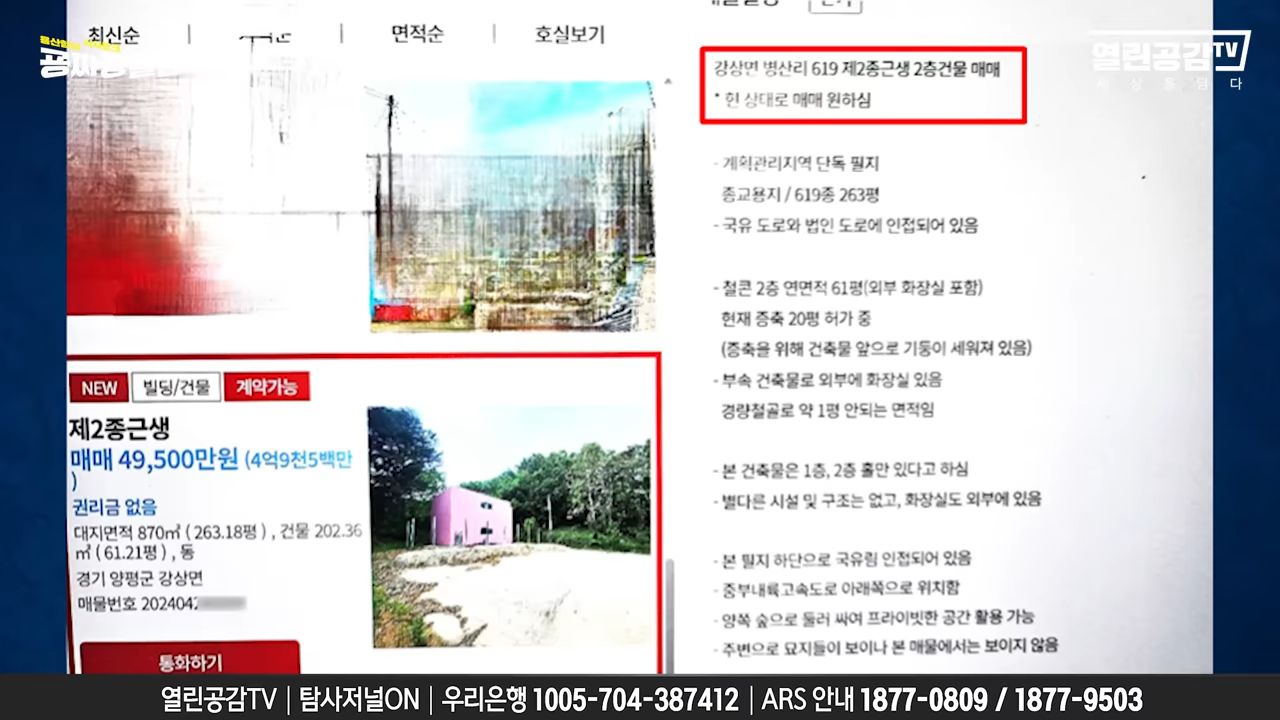 최신순
면적순
호실보기
열린공감TV
세상을 담다
강상면 병산리 619 제2종근생 2층건물 매매
* 현 상태로 매매 원하심
- 계획관리지역 단독 필지
종교용지 / 619종 263평
- 국유 도로와 법인 도로에 인접되어 있음
- 철콘 2층 연면적 61평(외부 화장실 포함)
현재 증축 20평 허가 중
(증축을 위해 건축물 앞으로 기둥이 세워져 있음)
- 부속 건축물로 외부에 화장실 있음
경량철골로 약 1평 안되는 면적임
- 본 건축물은 1층, 2층 홀만 있다고 하심
- 별다른 시설 및 구조는 없고, 화장실도 외부에 있음
- 본 필지 하단으로 국유림 인접되어 있음
- 중부내륙고속도로 아래쪽으로 위치함
- 양쪽 숲으로 둘러 싸여 프라이빗한 공간 활용 가능
- 주변으로 묘지들이 보이나 본 매물에서는 보이지 않음
NEW 빌딩/건물 계약가능
제2종근생
매매 49,500만원 (4억9천5백만
)
권리금 없음
대지면적 870㎡ ( 263.18평 ) , 건물 202.36
㎡ ( 61.21평 ) , 동
경기 양평군 강상면
매물번호 2024042
통화하기
열린공감TV | 탐사저널ON | 우리은행 1005-704-387412 | ARS 안내 1877-0809 / 1877-9503